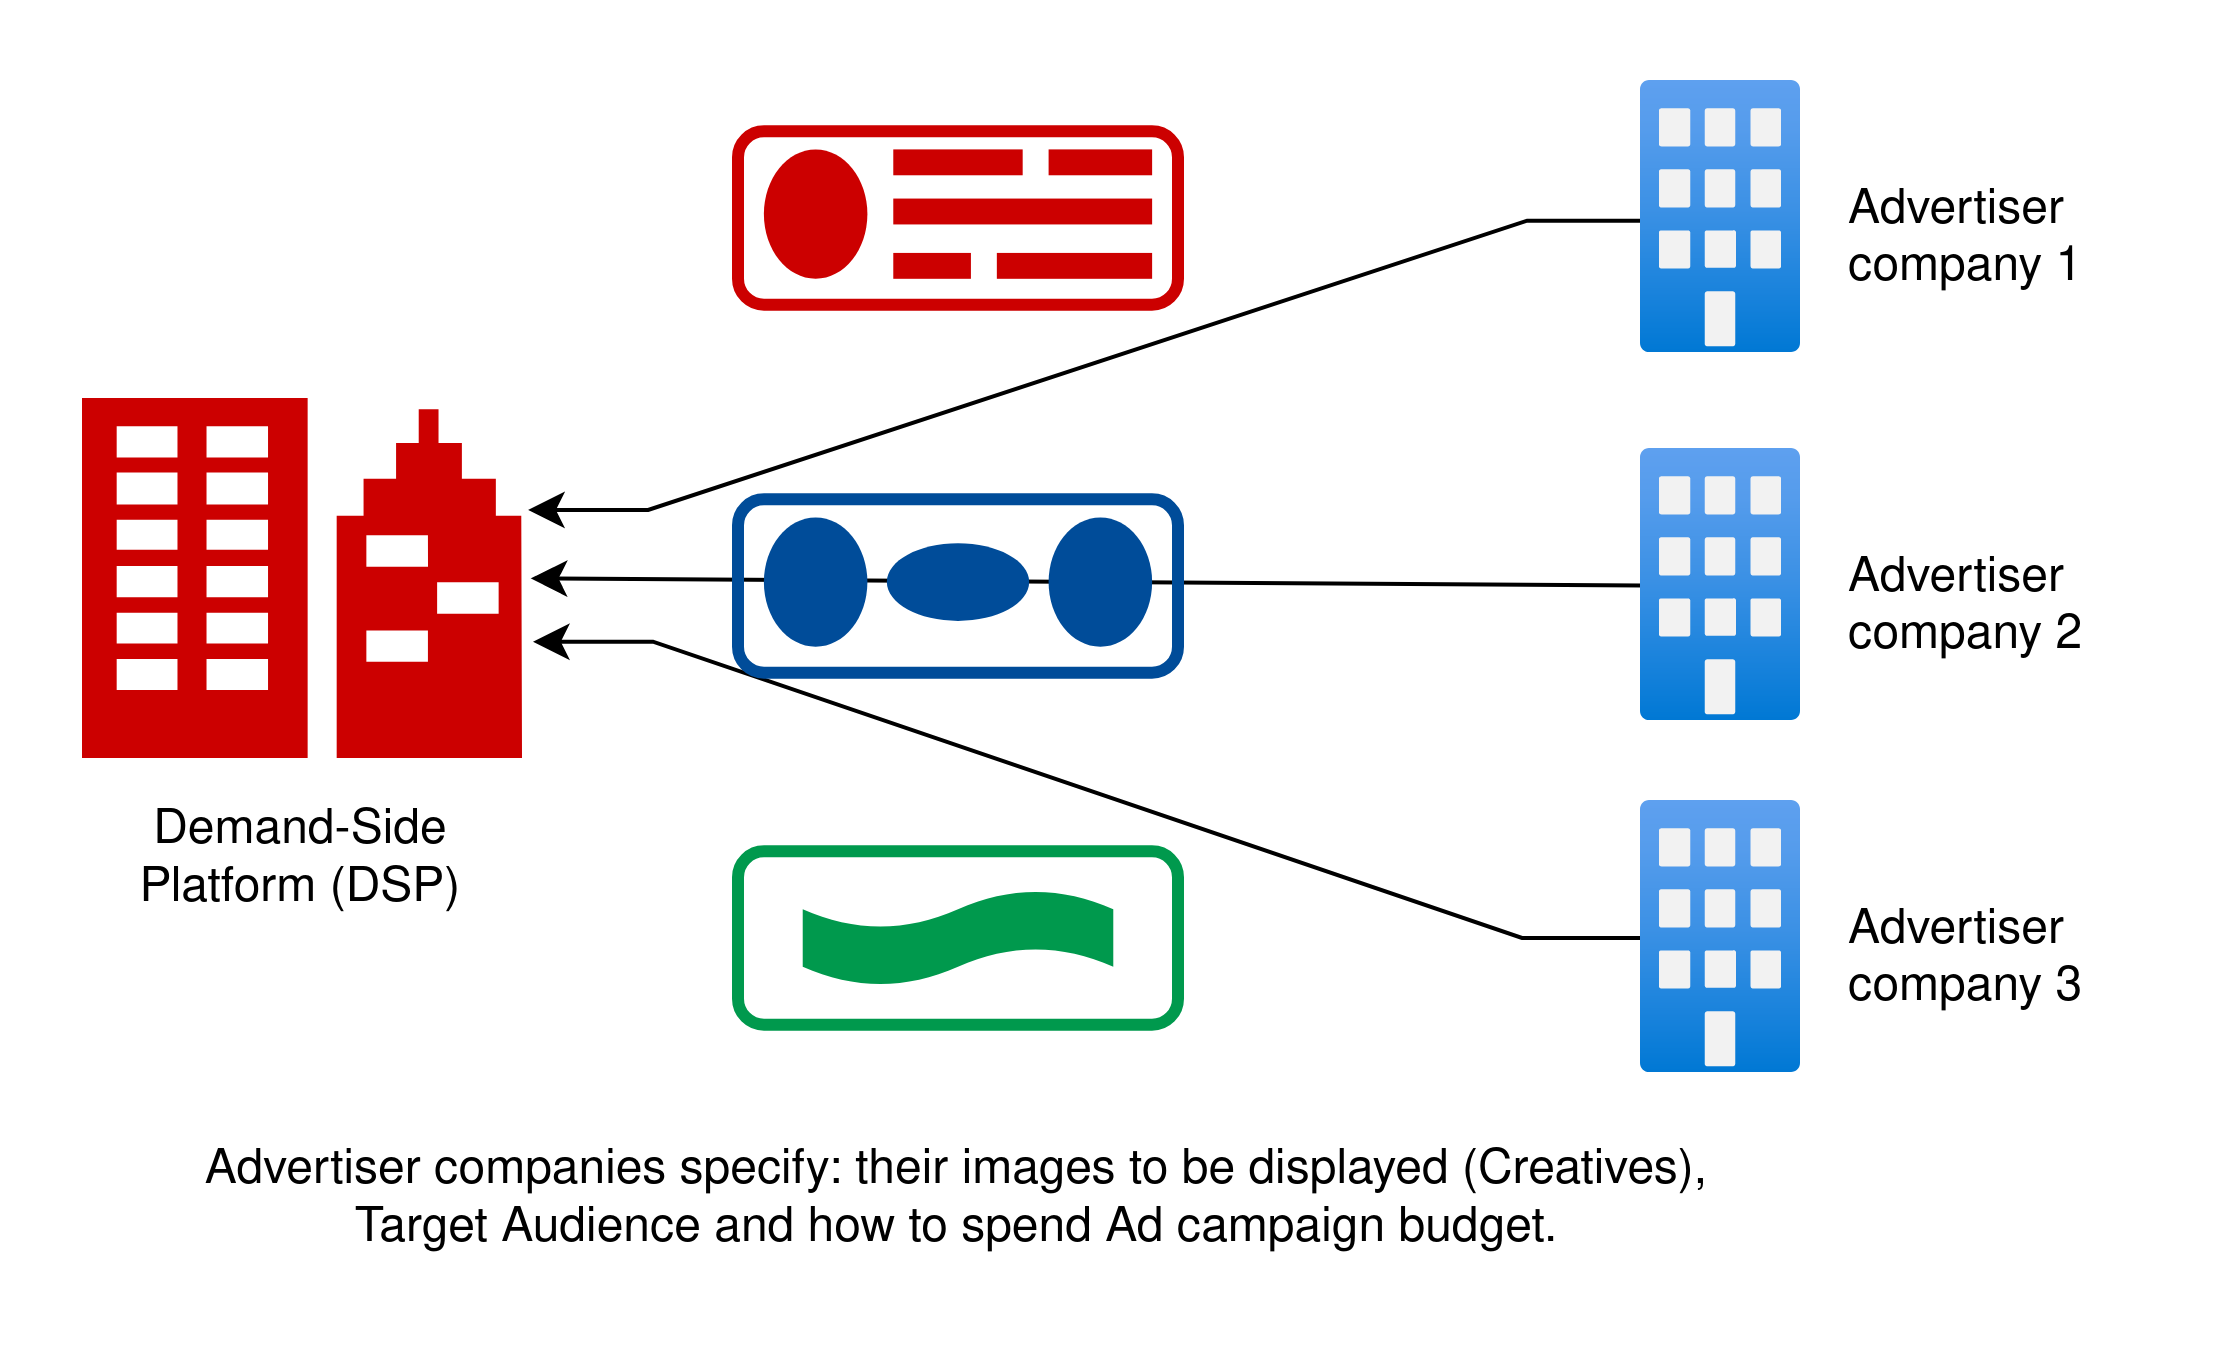 Advertiser
company 1
Advertiser
company 2
Demand-Side
Platform (DSP)
Advertiser
company 3
Advertiser companies specify: their images to be displayed (Creatives),
Target Audience and how to spend Ad campaign budget.